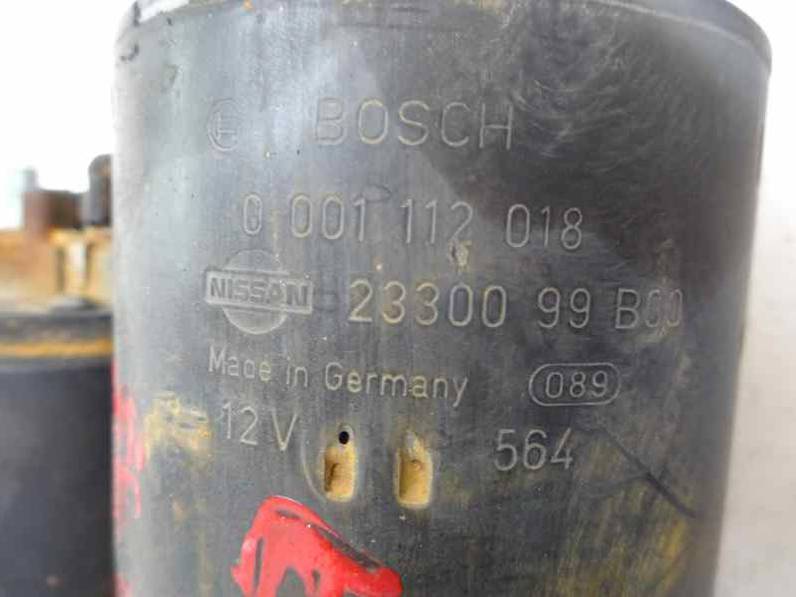 BOSCH
0 001 112 018
NISSAN 23300 99 B00
Made in Germany 089
12V 564